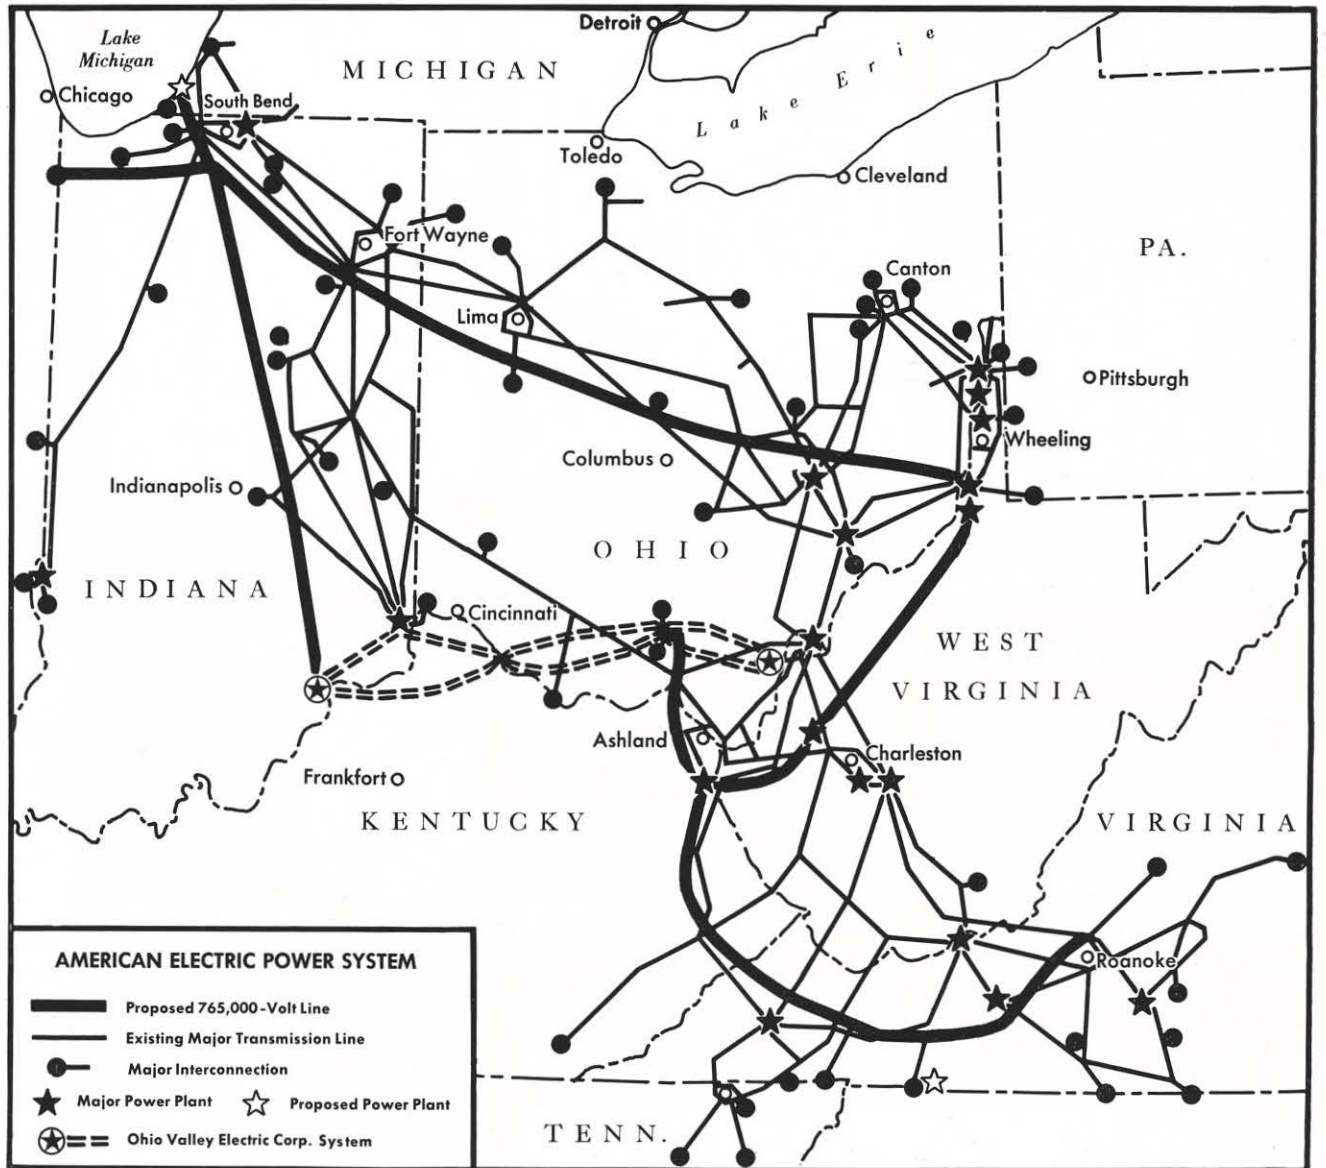 Detroit
Lake
Michigan
MICHIGAN
Lake Erie
Chicago
South Bend
Toledo
Cleveland
Fort Wayne
PA.
Canton
Lima
Pittsburgh
Wheeling
Columbus
Indianapolis
OHIO
INDIANA
Cincinnati
WEST
VIRGINIA
Ashland
Charleston
Frankfort
KENTUCKY
VIRGINIA
Roanoke
TENN.
AMERICAN ELECTRIC POWER SYSTEM
Proposed 765,000-Volt Line
Existing Major Transmission Line
Major Interconnection
Major Power Plant Proposed Power Plant
Ohio Valley Electric Corp. System